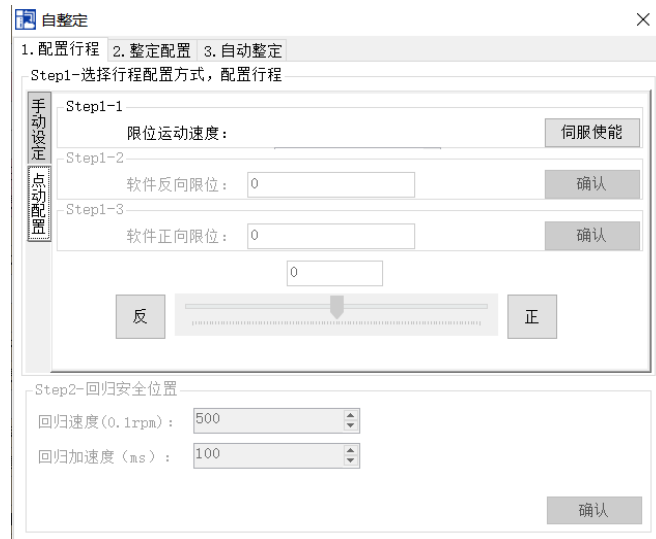 自整定
1.配置行程 2.整定配置 3.自动整定
Step1-选择行程配置方式，配置行程
手动设定
点动配置
Step1-1
限位运动速度： 伺服使能
Step1-2
软件反向限位： 0 确认
Step1-3
软件正向限位： 0 确认
0
反 正
Step2-回归安全位置
回归速度(0.1rpm)： 500
回归加速度（ms）： 100
确认